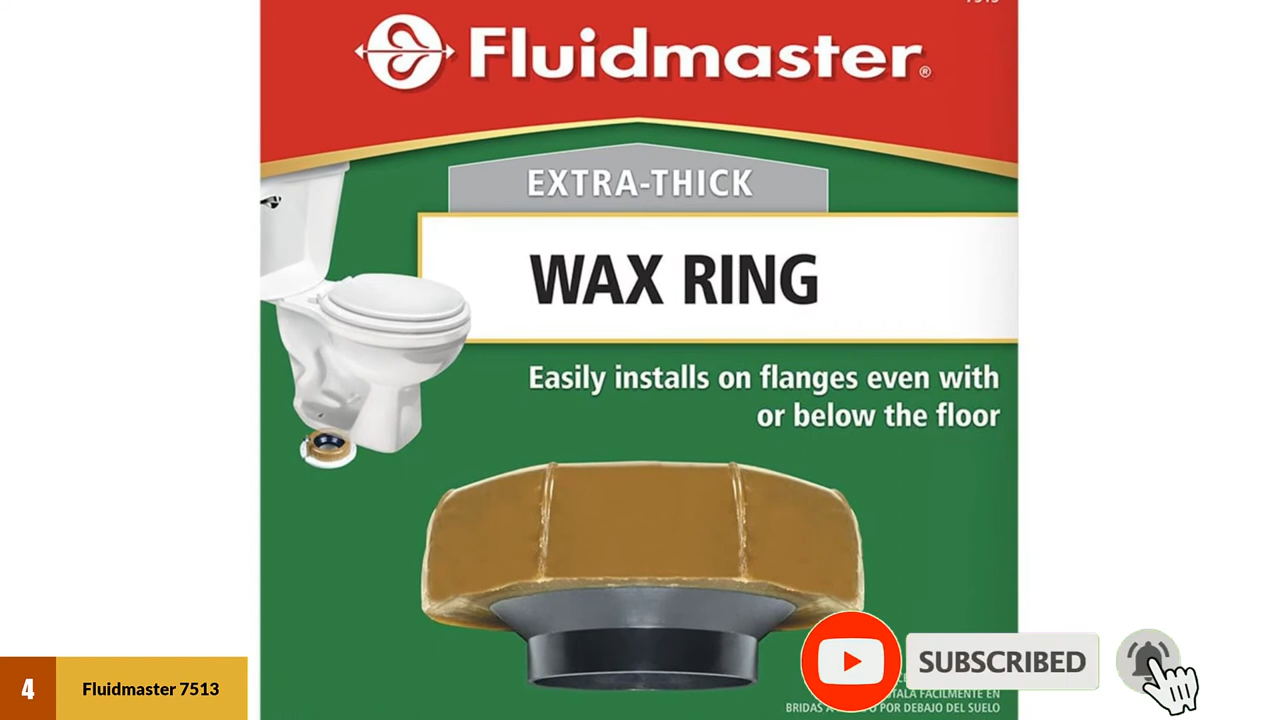 Fluidmaster®
EXTRA-THICK
WAX RING
Easily installs on flanges even with
or below the floor
SUBSCRIBED
EN
BRIDAS A
POR DEBAJO DEL SUELO
4
Fluidmaster 7513